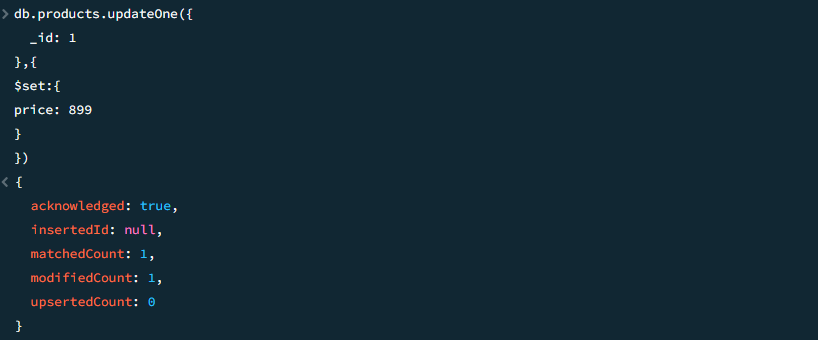 > db.products.updateOne({
_id: 1
},{
$set:{
price: 899
}
})
< {
acknowledged: true,
insertedId: null,
matchedCount: 1,
modifiedCount: 1,
upsertedCount: 0
}